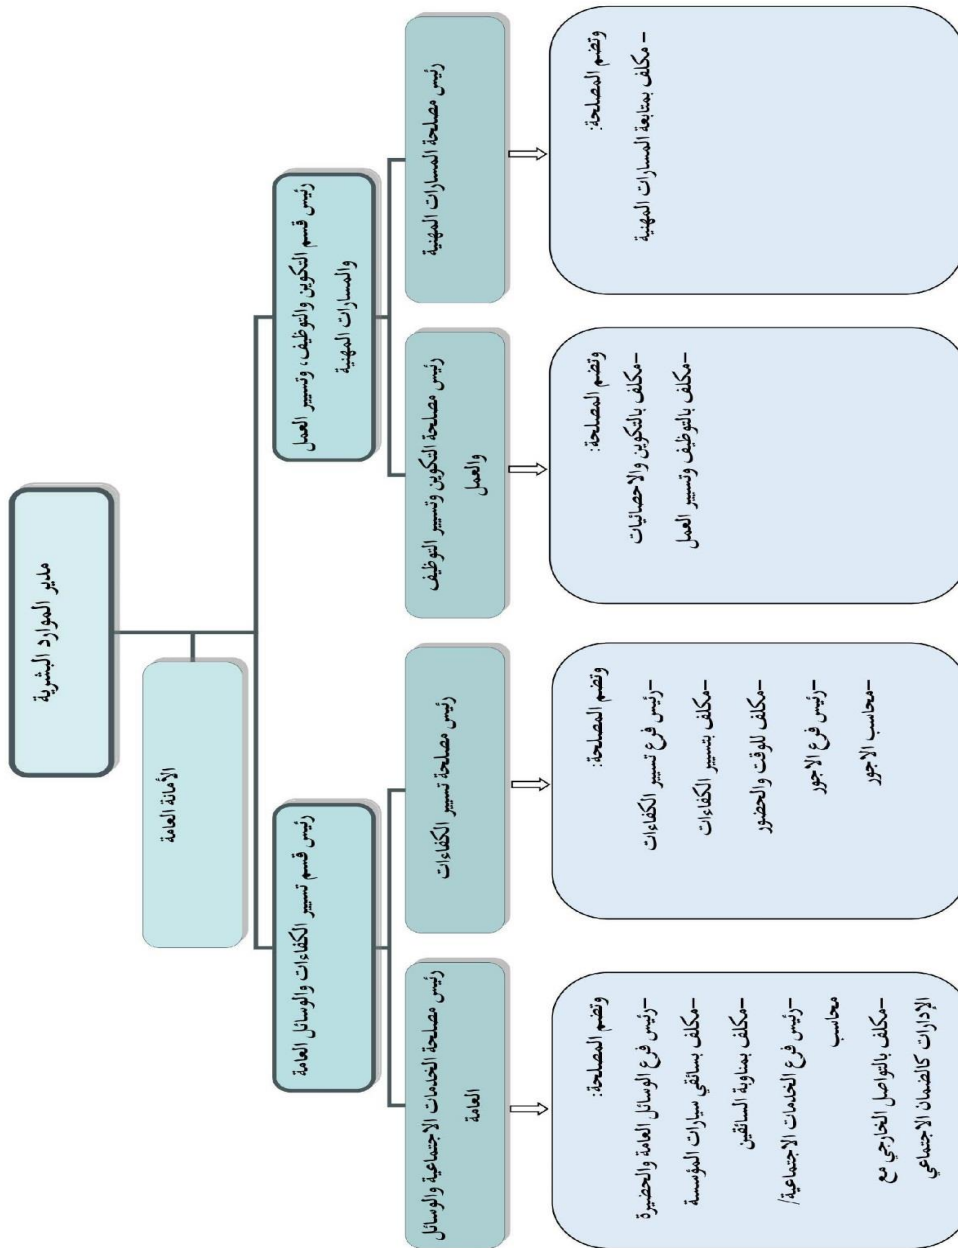 مدير الموارد البشرية
الأمانة العامة
رئيس قسم التكوين والتوظيف، وتسيير العمل
والمسارات المهنية
رئيس قسم تسيير الكفاءات والوسائل العامة
رئيس مصلحة المسارات المهنية
رئيس مصلحة التكوين وتسيير التوظيف
والعمل
رئيس مصلحة تسيير الكفاءات
رئيس مصلحة الخدمات الاجتماعية والوسائل
العامة
وتضم المصلحة:
- مكلف بمتابعة المسارات المهنية
وتضم المصلحة:
-مكلف بالتكوين والاحصائيات
-مكلف بالتوظيف وتسيير العمل
وتضم المصلحة:
-رئيس فرع تسيير الكفاءات
-مكلف بتسيير الكفاءات
-مكلف للوقت والحضور
-رئيس فرع الاجور
-محاسب الاجور
وتضم المصلحة:
-رئيس فرع الوسائل العامة والحضيرة
-مكلف بسائقي سيارات المؤسسة
-مكلف بمناوبة السائقين
-رئيس فرع الخدمات الاجتماعية/
محاسب
-مكلف بالتواصل الخارجي مع
الإدارات كالضمان الاجتماعي